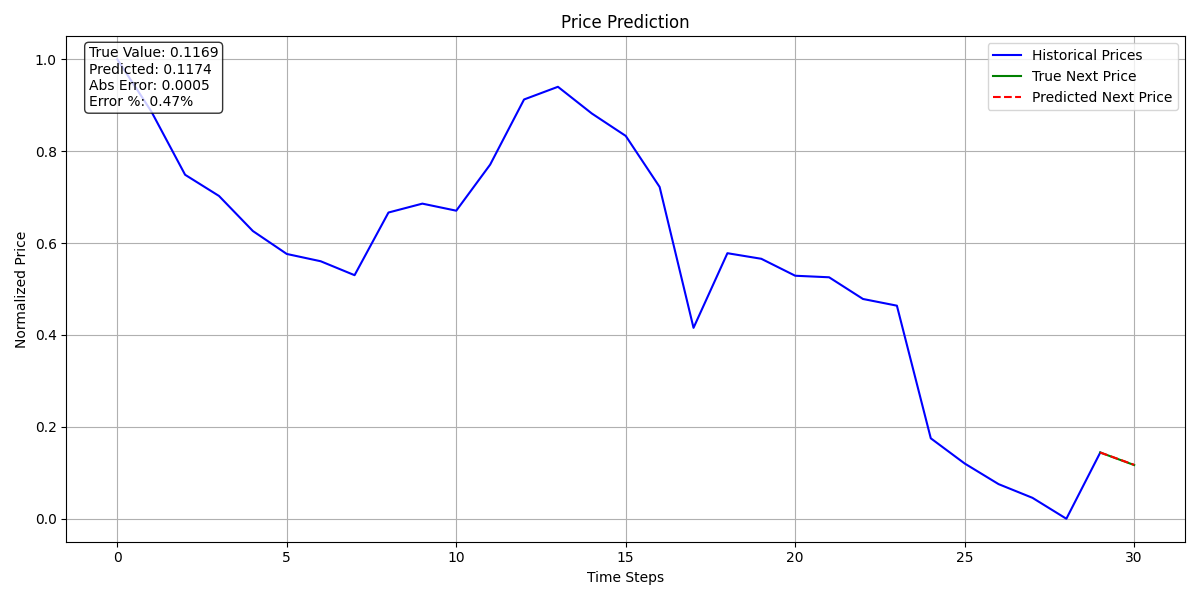 Price Prediction
True Value: 0.1169
Predicted: 0.1174
Abs Error: 0.0005
Error %: 0.47%
Historical Prices
True Next Price
Predicted Next Price
Normalized Price
1.0
0.8
0.6
0.4
0.2
0.0
0 5 10 15 20 25 30
Time Steps